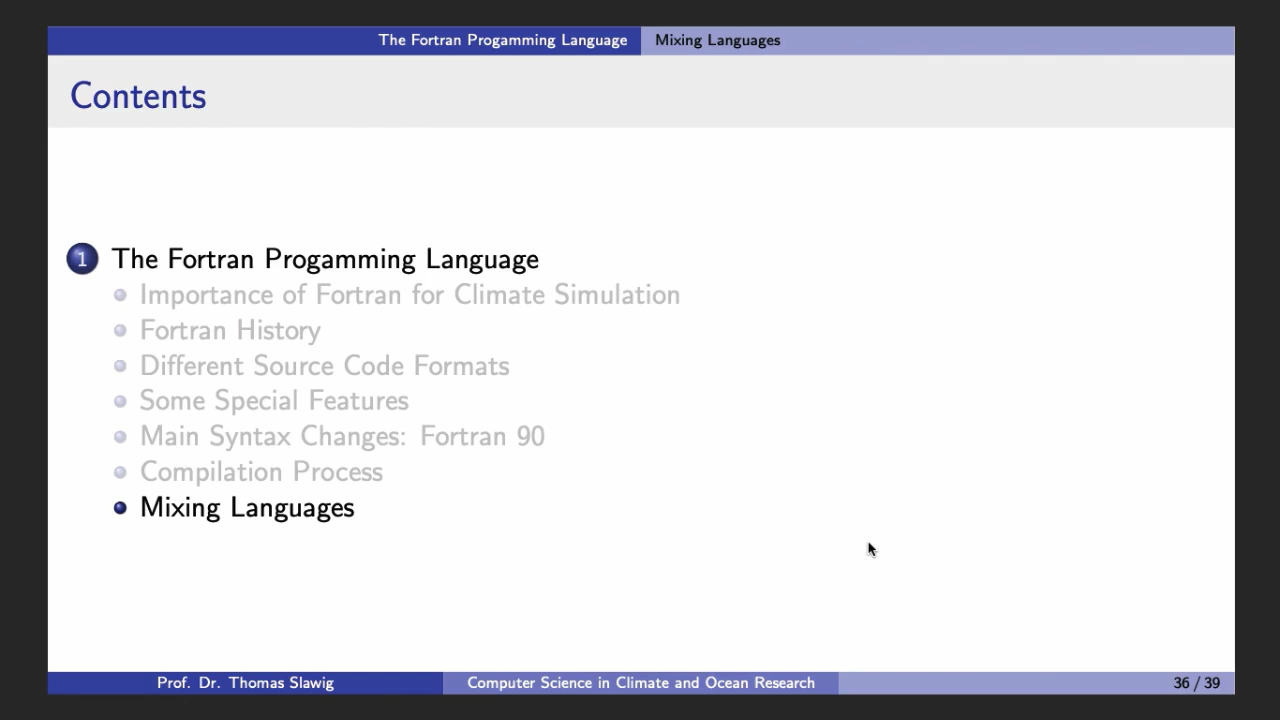 The Fortran Progamming Language Mixing Languages
Contents
1 The Fortran Progamming Language
Importance of Fortran for Climate Simulation
Fortran History
Different Source Code Formats
Some Special Features
Main Syntax Changes: Fortran 90
Compilation Process
Mixing Languages
Prof. Dr. Thomas Slawig Computer Science in Climate and Ocean Research 36 / 39